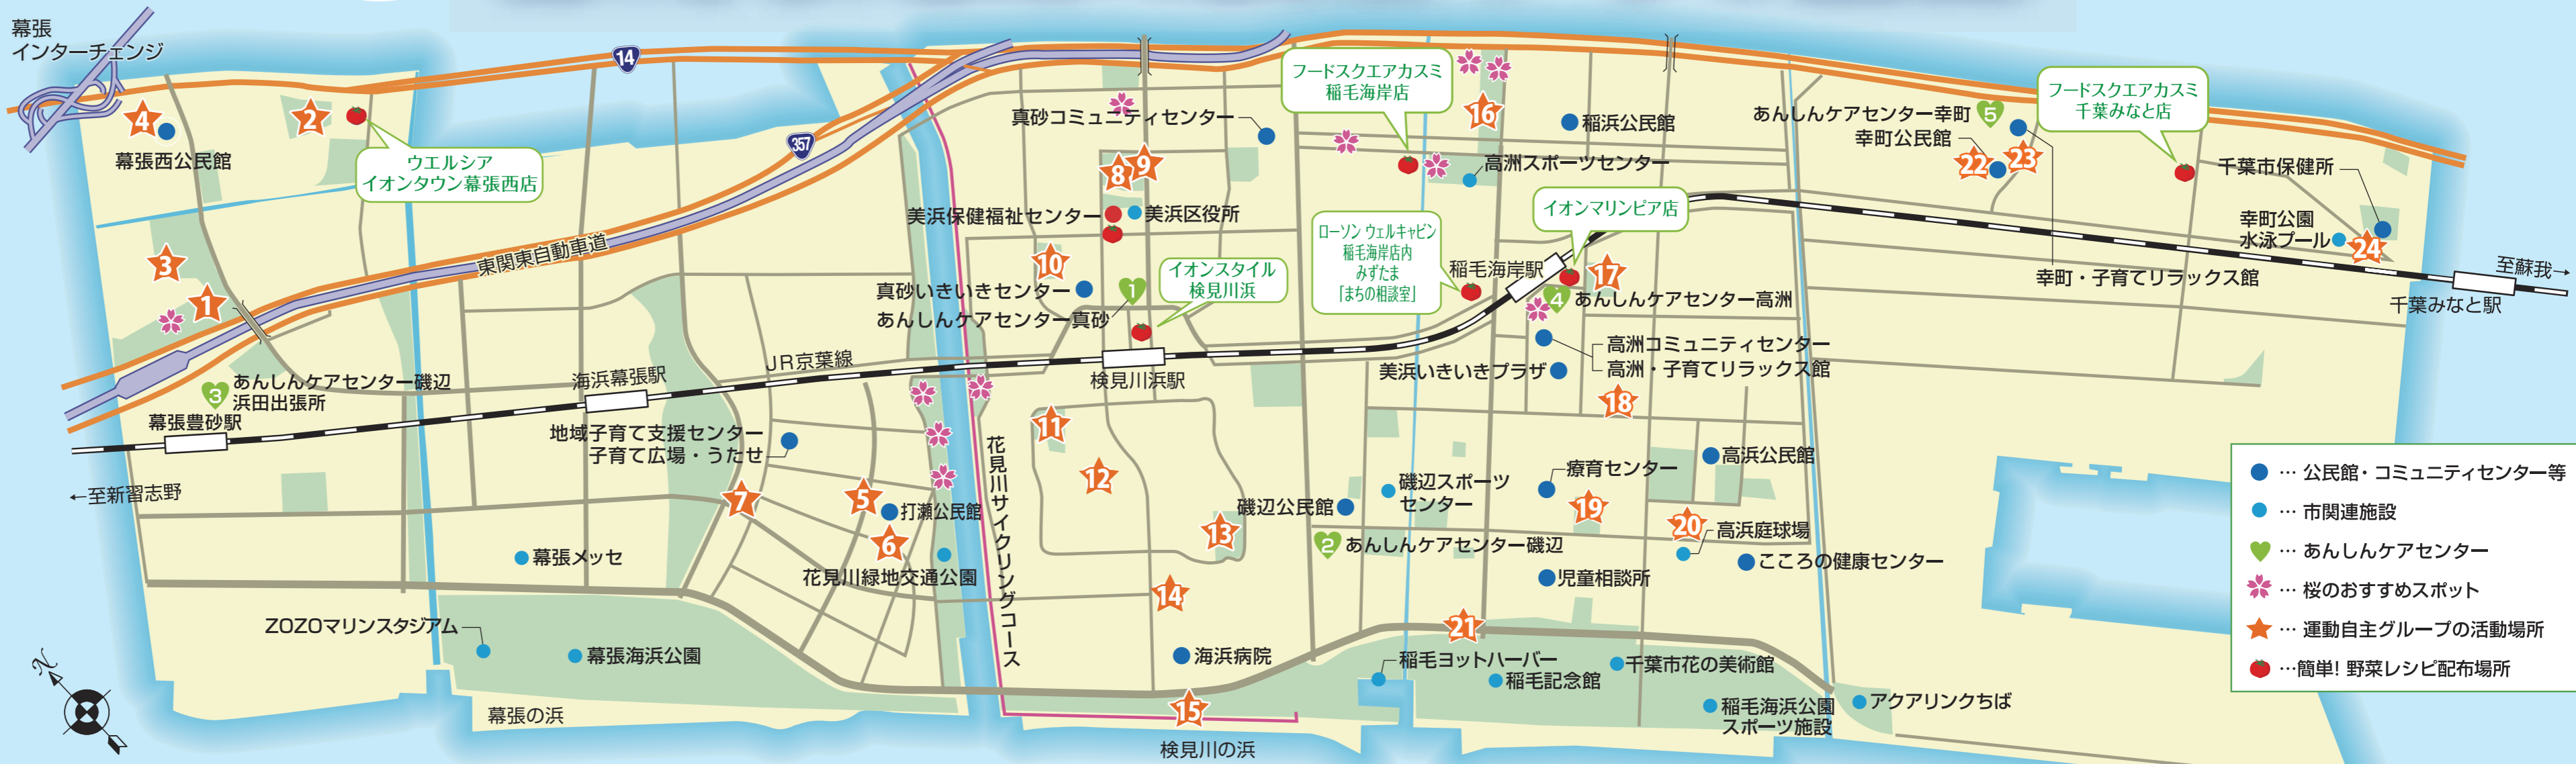 幕張
インターチェンジ
14
357
4
幕張西公民館
2
ウエルシア
イオンタウン幕張西店
3
1
東関東自動車道
3
あんしんケアセンター磯辺
浜田出張所
幕張豊砂駅
←至新習志野
海浜幕張駅
JR京葉線
地域子育て支援センター
子育て広場・うたせ
7
5
打瀬公民館
6
花見川緑地交通公園
幕張メッセ
ZOZOマリンスタジアム
幕張海浜公園
幕張の浜
N
花見川サイクリングコース
真砂コミュニティセンター
8
9
美浜保健福祉センター
美浜区役所
10
真砂いきいきセンター
1
あんしんケアセンター真砂
イオンスタイル
検見川浜
検見川浜駅
11
12
13
14
海浜病院
15
検見川の浜
フードスクエアカスミ
稲毛海岸店
16
稲浜公民館
高洲スポーツセンター
ローソン ウェルキャビン
稲毛海岸店内
みずたま
「まちの相談室」
イオンマリンピア店
稲毛海岸駅
17
4
あんしんケアセンター高洲
高洲コミュニティセンター
高洲・子育てリラックス館
美浜いきいきプラザ
18
高浜公民館
療育センター
磯辺スポーツ
センター
磯辺公民館
19
20
高浜庭球場
2
あんしんケアセンター磯辺
こころの健康センター
児童相談所
21
稲毛ヨットハーバー
千葉市花の美術館
稲毛記念館
稲毛海浜公園
スポーツ施設
アクアリンクちば
あんしんケアセンター幸町
5
幸町公民館
22
23
フードスクエアカスミ
千葉みなと店
千葉市保健所
幸町公園
水泳プール
24
幸町・子育てリラックス館
至蘇我→
千葉みなと駅
… 公民館・コミュニティセンター等
… 市関連施設
… あんしんケアセンター
… 桜のおすすめスポット
… 運動自主グループの活動場所
…簡単! 野菜レシピ配布場所